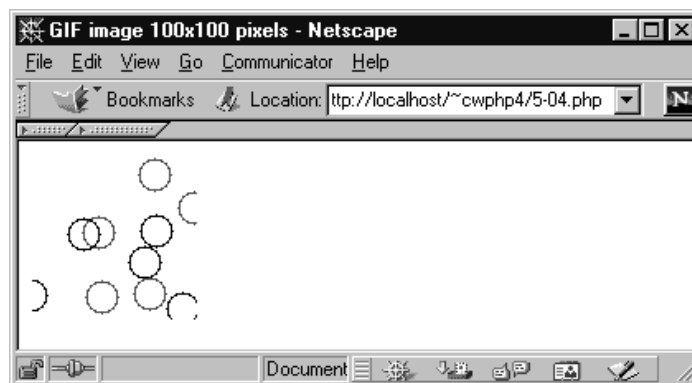 GIF image 100x100 pixels - Netscape
File Edit View Go Communicator Help
Bookmarks Location: ttp://localhost/~cwphp4/5-04.php N
Document